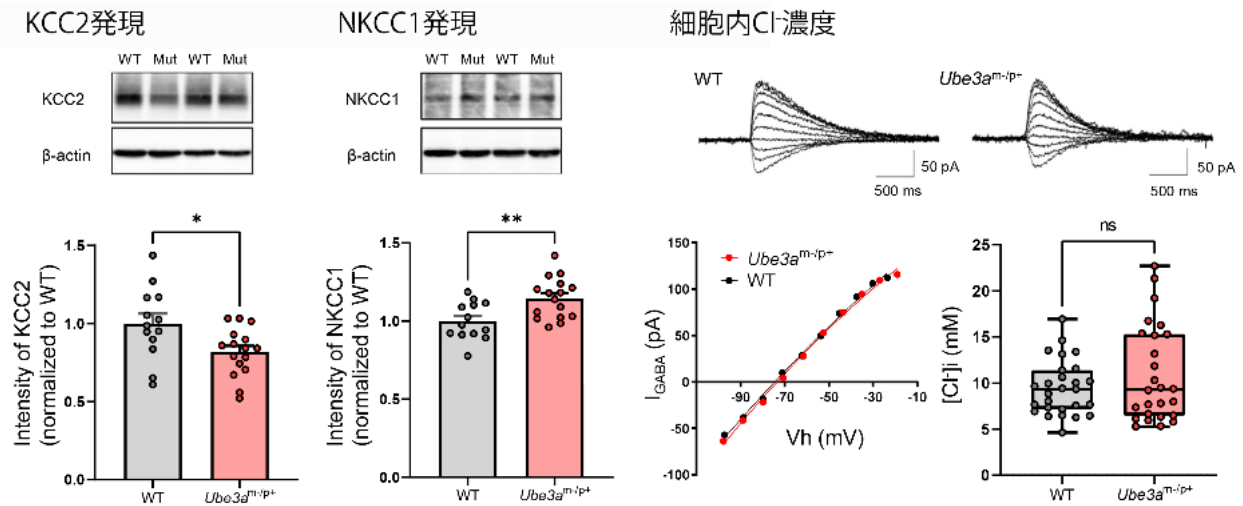 KCC2発現
WT Mut WT Mut
KCC2
β-actin
*
Intensity of KCC2
(normalized to WT)
1.5
1.0
0.5
0.0
WT
Ube3a^m-/p+
NKCC1発現
WT Mut WT Mut
NKCC1
β-actin
**
Intensity of NKCC1
(normalized to WT)
1.5
1.0
0.5
0.0
WT
Ube3a^m-/p+
細胞内Cl⁻濃度
WT
50 pA
500 ms
Ube3a^m-/p+
50 pA
500 ms
I_GABA (pA)
150
100
50
0
-50
-100
-90 -70 -50 -30 -10
Vh (mV)
Ube3a^m-/p+
WT
ns
[Cl⁻]i (mM)
25
20
15
10
5
0
WT
Ube3a^m-/p+